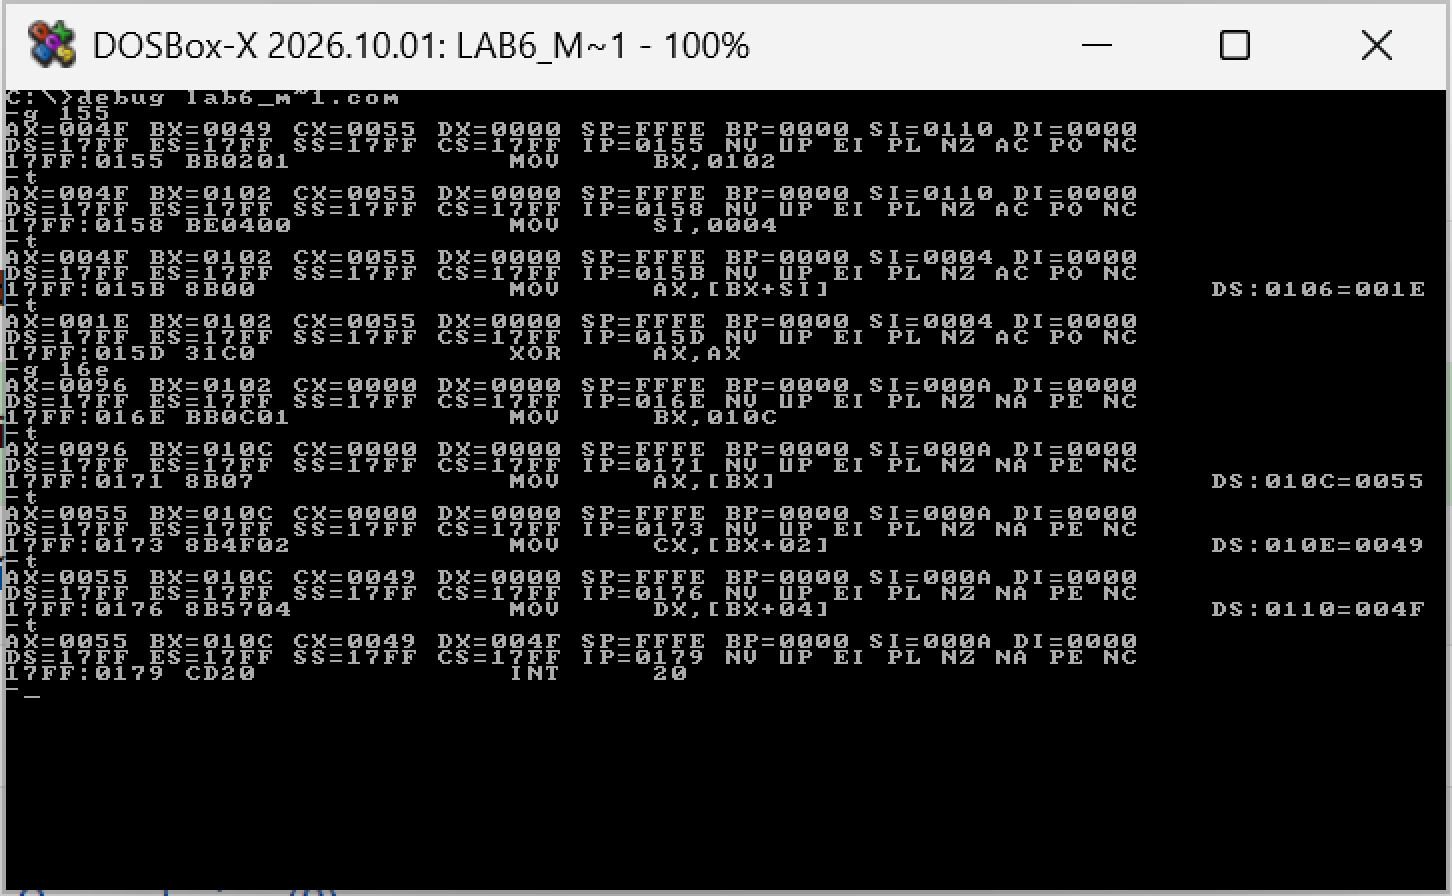 DOSBox-X 2026.10.01: LAB6_M~1 - 100%
C:\>debug lab6_m~1.com
-g 155
AX=004F BX=0049 CX=0055 DX=0000 SP=FFFE BP=0000 SI=0110 DI=0000
DS=17FF ES=17FF SS=17FF CS=17FF IP=0155 NV UP EI PL NZ AC PO NC
17FF:0155 BB0201 MOV BX,0102
-t
AX=004F BX=0102 CX=0055 DX=0000 SP=FFFE BP=0000 SI=0110 DI=0000
DS=17FF ES=17FF SS=17FF CS=17FF IP=0158 NV UP EI PL NZ AC PO NC
17FF:0158 BE0400 MOV SI,0004
-t
AX=004F BX=0102 CX=0055 DX=0000 SP=FFFE BP=0000 SI=0004 DI=0000
DS=17FF ES=17FF SS=17FF CS=17FF IP=015B NV UP EI PL NZ AC PO NC
17FF:015B 8B00 MOV AX,[BX+SI] DS:0106=001E
-t
AX=001E BX=0102 CX=0055 DX=0000 SP=FFFE BP=0000 SI=0004 DI=0000
DS=17FF ES=17FF SS=17FF CS=17FF IP=015D NV UP EI PL NZ AC PO NC
17FF:015D 31C0 XOR AX,AX
-g 16e
AX=0096 BX=0102 CX=0000 DX=0000 SP=FFFE BP=0000 SI=000A DI=0000
DS=17FF ES=17FF SS=17FF CS=17FF IP=016E NV UP EI PL NZ NA PE NC
17FF:016E BB0C01 MOV BX,010C
-t
AX=0096 BX=010C CX=0000 DX=0000 SP=FFFE BP=0000 SI=000A DI=0000
DS=17FF ES=17FF SS=17FF CS=17FF IP=0171 NV UP EI PL NZ NA PE NC
17FF:0171 8B07 MOV AX,[BX] DS:010C=0055
-t
AX=0055 BX=010C CX=0000 DX=0000 SP=FFFE BP=0000 SI=000A DI=0000
DS=17FF ES=17FF SS=17FF CS=17FF IP=0173 NV UP EI PL NZ NA PE NC
17FF:0173 8B4F02 MOV CX,[BX+02] DS:010E=0049
-t
AX=0055 BX=010C CX=0049 DX=0000 SP=FFFE BP=0000 SI=000A DI=0000
DS=17FF ES=17FF SS=17FF CS=17FF IP=0176 NV UP EI PL NZ NA PE NC
17FF:0176 8B5704 MOV DX,[BX+04] DS:0110=004F
-t
AX=0055 BX=010C CX=0049 DX=004F SP=FFFE BP=0000 SI=000A DI=0000
DS=17FF ES=17FF SS=17FF CS=17FF IP=0179 NV UP EI PL NZ NA PE NC
17FF:0179 CD20 INT 20
-_